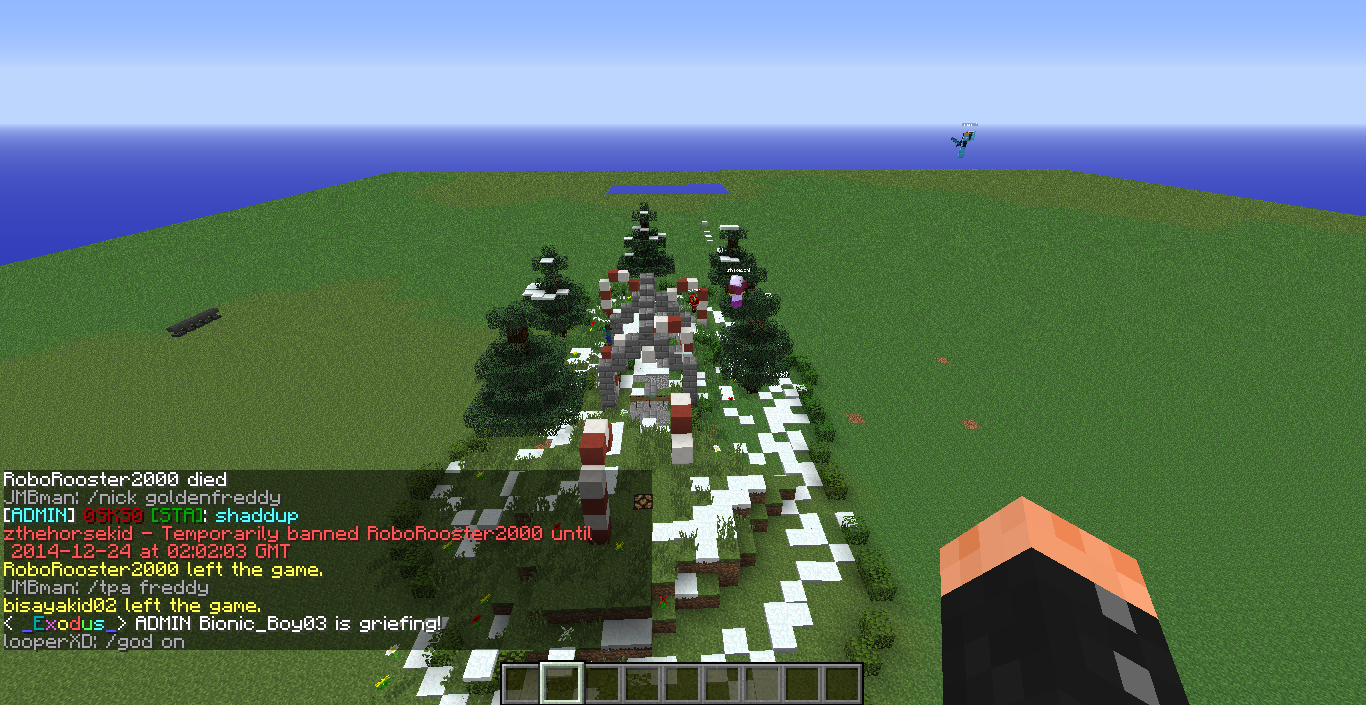 RoboRooster2000 died
JMBman: /nick goldenfreddy
[ADMIN] 05K50 [STA]: shaddup
zthehorsekid - Temporarily banned RoboRooster2000 until
2014-12-24 at 02:02:03 GMT
RoboRooster2000 left the game.
JMBman: /tpa freddy
bisayakid02 left the game.
< _Exodus_> ADMIN Bionic_Boy03 is griefing!
looperXD: /god on